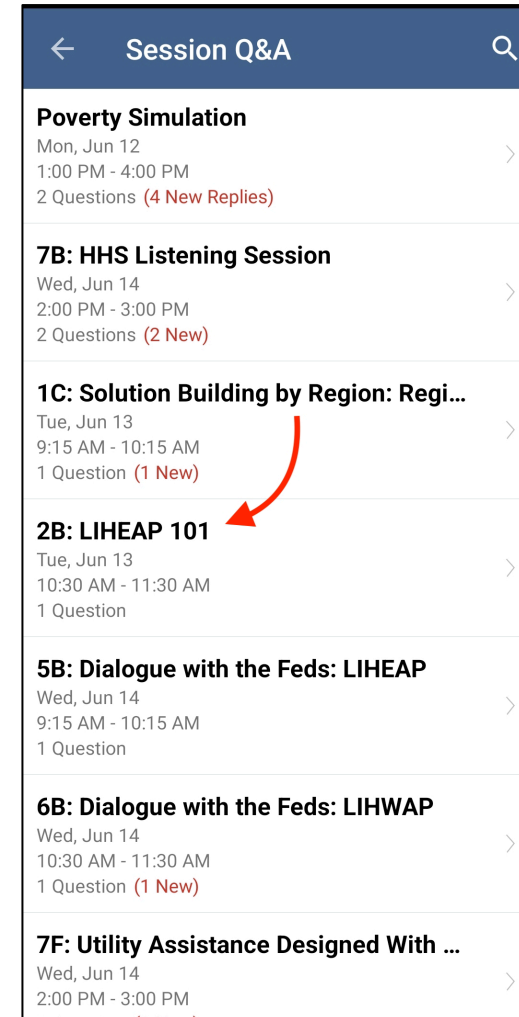 Session Q&A
Poverty Simulation
Mon, Jun 12
1:00 PM - 4:00 PM
2 Questions (4 New Replies)
7B: HHS Listening Session
Wed, Jun 14
2:00 PM - 3:00 PM
2 Questions (2 New)
1C: Solution Building by Region: Regi...
Tue, Jun 13
9:15 AM - 10:15 AM
1 Question (1 New)
2B: LIHEAP 101
Tue, Jun 13
10:30 AM - 11:30 AM
1 Question
5B: Dialogue with the Feds: LIHEAP
Wed, Jun 14
9:15 AM - 10:15 AM
1 Question
6B: Dialogue with the Feds: LIHWAP
Wed, Jun 14
10:30 AM - 11:30 AM
1 Question (1 New)
7F: Utility Assistance Designed With ...
Wed, Jun 14
2:00 PM - 3:00 PM